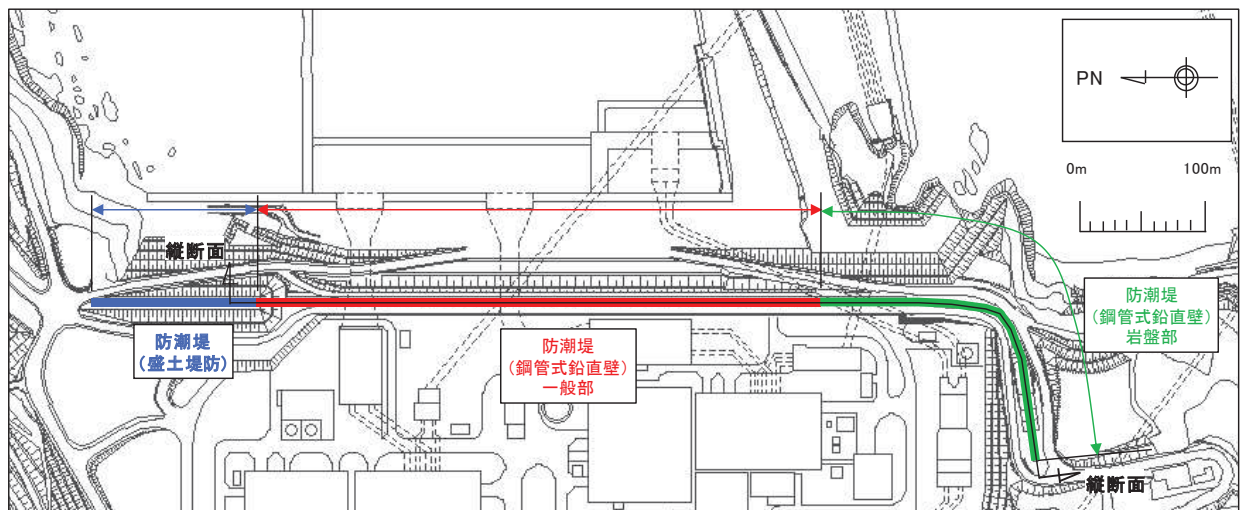 PN
0m 100m
縦断面
防潮堤
(盛土堤防)
防潮堤
(鋼管式鉛直壁)
一般部
防潮堤
(鋼管式鉛直壁)
岩盤部
縦断面